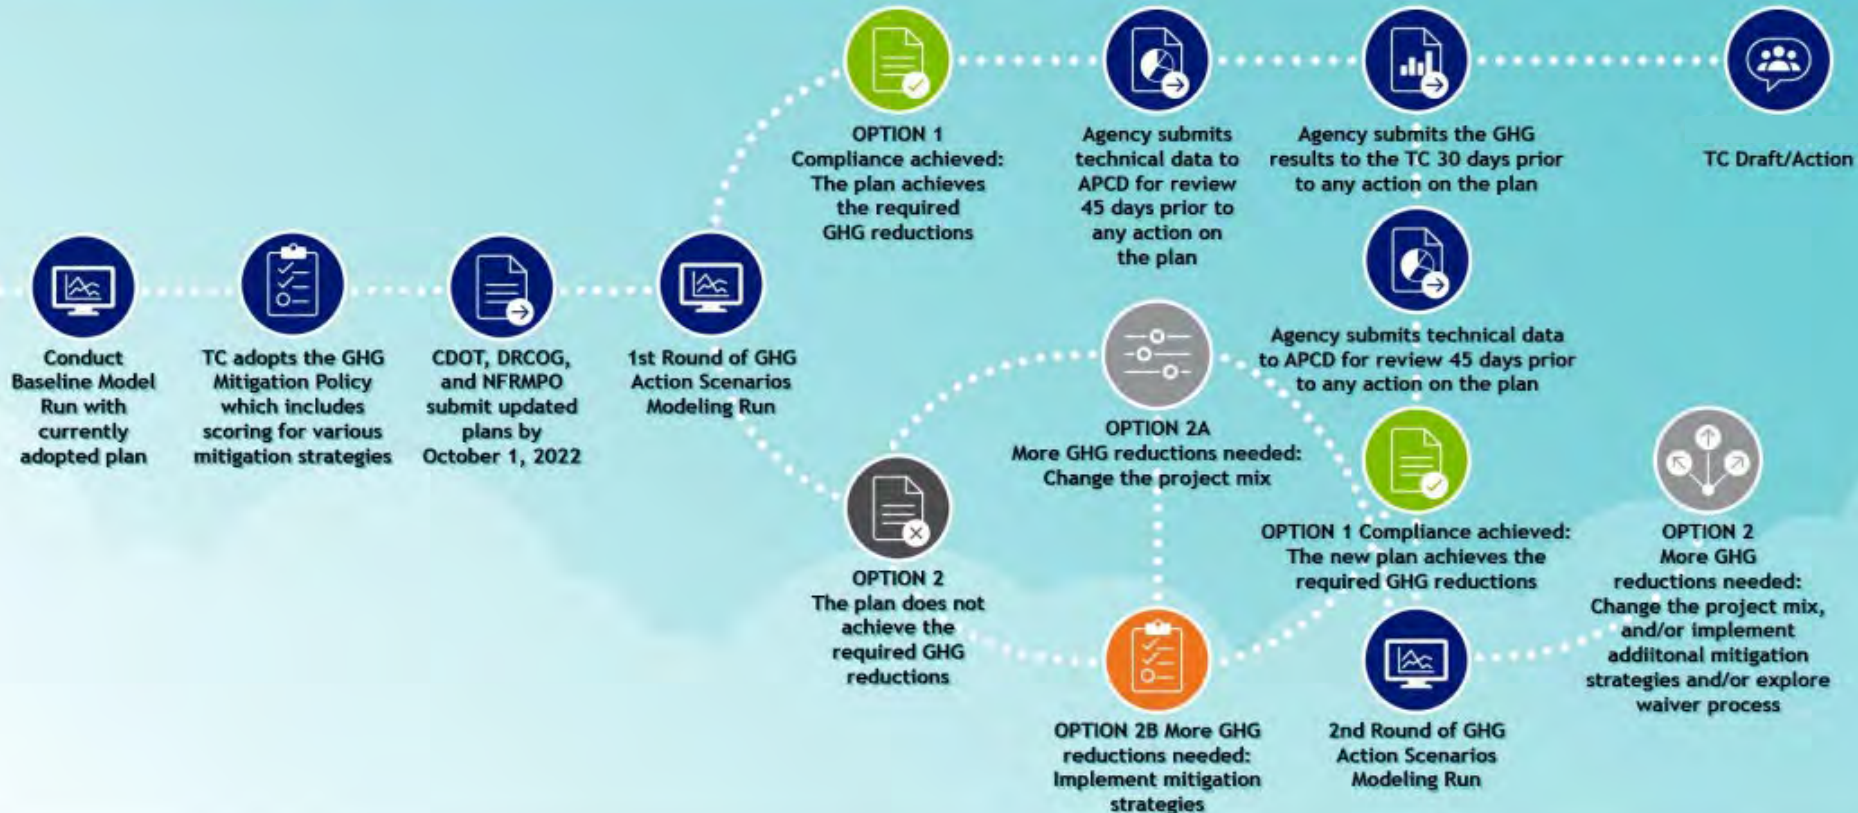 Conduct
Baseline Model
Run with
currently
adopted plan
TC adopts the GHG
Mitigation Policy
which includes
scoring for various
mitigation strategies
CDOT, DRCOG,
and NFRMPO
submit updated
plans by
October 1, 2022
1st Round of GHG
Action Scenarios
Modeling Run
OPTION 1
Compliance achieved:
The plan achieves
the required
GHG reductions
Agency submits
technical data to
APCD for review
45 days prior to
any action on
the plan
Agency submits the GHG
results to the TC 30 days prior
to any action on the plan
TC Draft/Action
Agency submits technical data
to APCD for review 45 days prior
to any action on the plan
OPTION 2
The plan does not
achieve the
required GHG
reductions
OPTION 2A
More GHG reductions needed:
Change the project mix
OPTION 2B More GHG
reductions needed:
Implement mitigation
strategies
OPTION 1 Compliance achieved:
The new plan achieves the
required GHG reductions
2nd Round of GHG
Action Scenarios
Modeling Run
OPTION 2
More GHG
reductions needed:
Change the project mix,
and/or implement
addiitonal mitigation
strategies and/or explore
waiver process